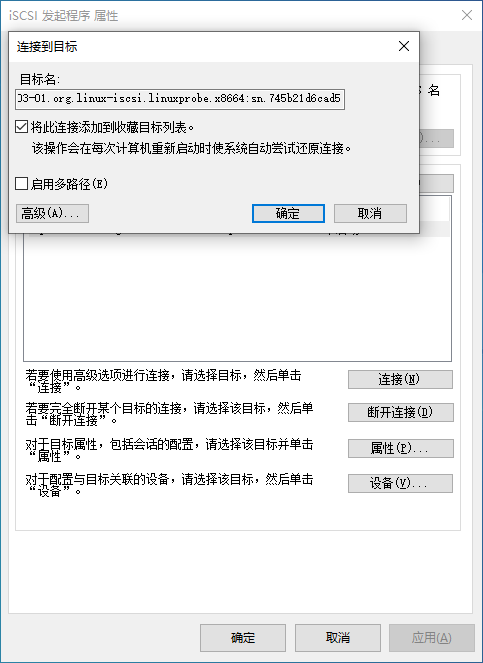 iSCSI 发起程序 属性
连接到目标
目标名:
03-01.org.linux-iscsi.linuxprobe.x8664:sn.745b21d6cad5
名
将此连接添加到收藏目标列表。
该操作会在每次计算机重新启动时使系统自动尝试还原连接。
启用多路径(E)
高级(A)...
确定
取消
若要使用高级选项进行连接，请选择目标，然后单击
“连接”。
连接(N)
若要完全断开某个目标的连接，请选择该目标，然后单
击“断开连接”。
断开连接(D)
对于目标属性，包括会话的配置，请选择该目标并单击
“属性”。
属性(P)...
对于配置与目标关联的设备，请选择该目标，然后单击
“设备”。
设备(V)...
确定
取消
应用(A)